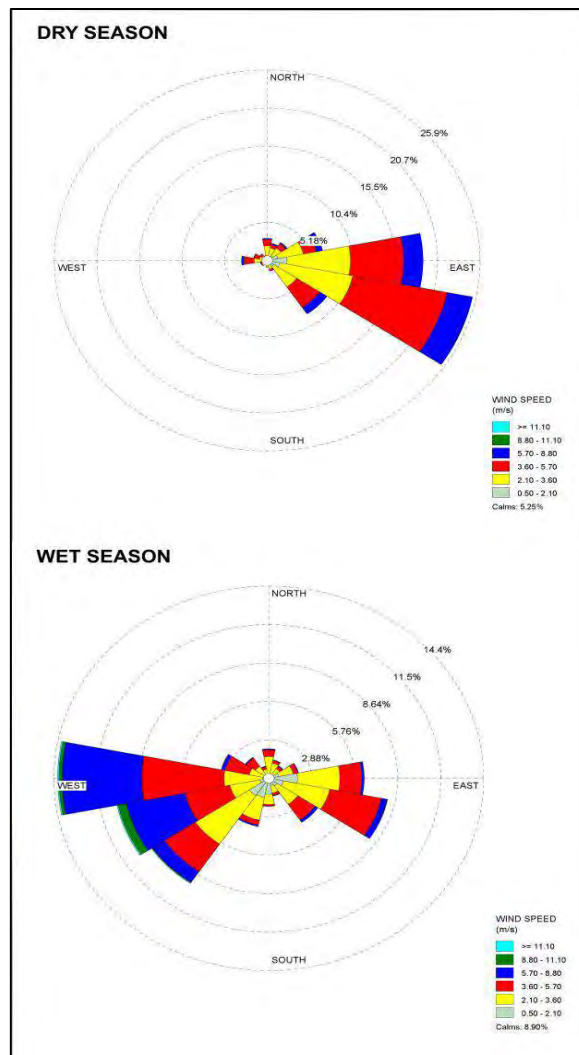 DRY SEASON
NORTH
25.9%
20.7%
15.5%
10.4%
5.18%
WEST
EAST
SOUTH
WIND SPEED
(m/s)
>= 11.10
8.80 - 11.10
5.70 - 8.80
3.60 - 5.70
2.10 - 3.60
0.50 - 2.10
Calms: 5.25%
WET SEASON
NORTH
14.4%
11.5%
8.64%
5.76%
2.88%
WEST
EAST
SOUTH
WIND SPEED
(m/s)
>= 11.10
8.80 - 11.10
5.70 - 8.80
3.60 - 5.70
2.10 - 3.60
0.50 - 2.10
Calms: 8.90%